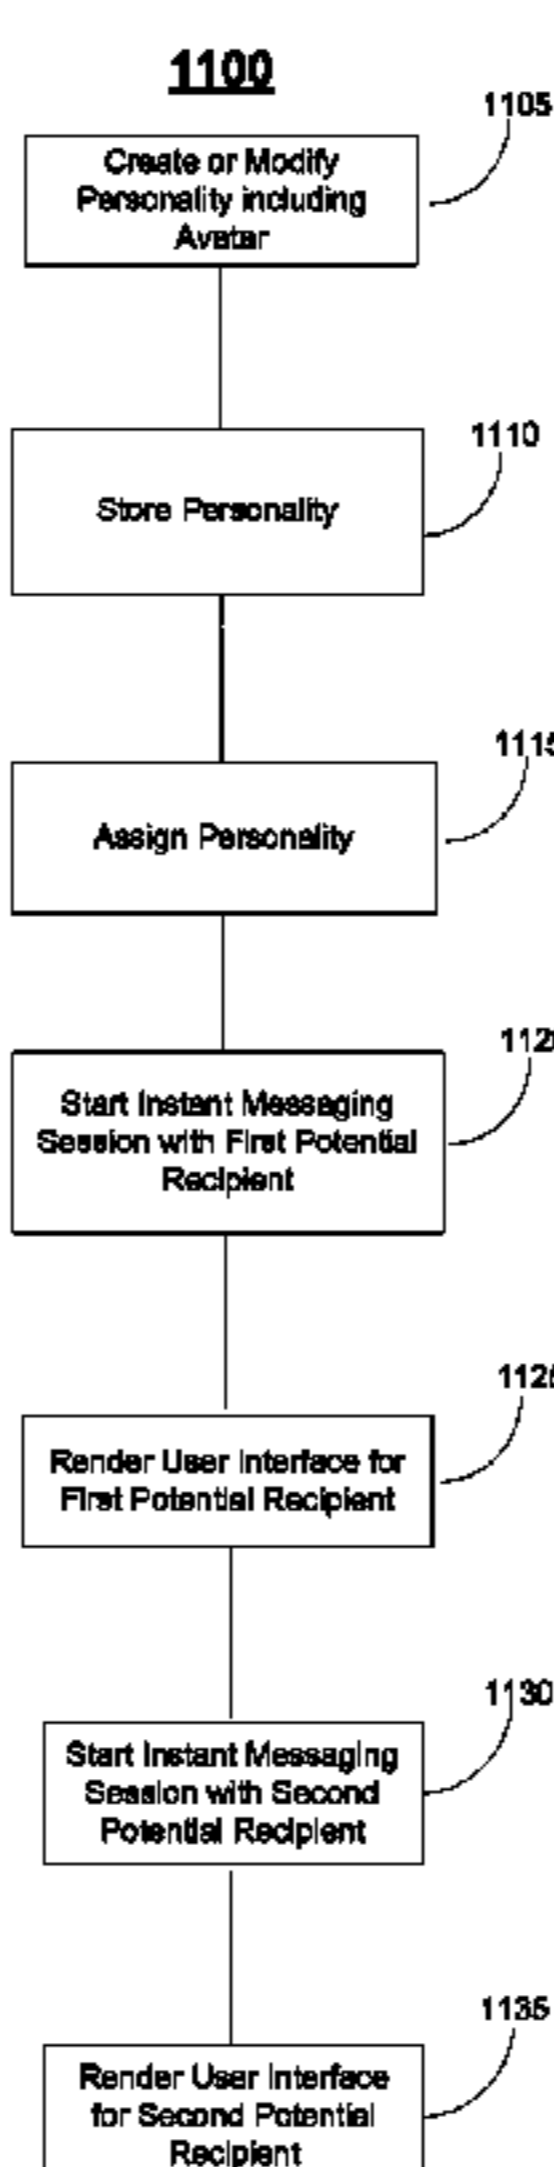 1100
1105
Create or Modify
Personality including
Avatar
1110
Store Personality
1115
Assign Personality
112
Start Instant Messaging
Session with First Potential
Recipient
1125
Render User Interface for
First Potential Recipient
1130
Start Instant Messaging
Session with Second
Potential Recipient
1135
Render User Interface
for Second Potential
Recipient